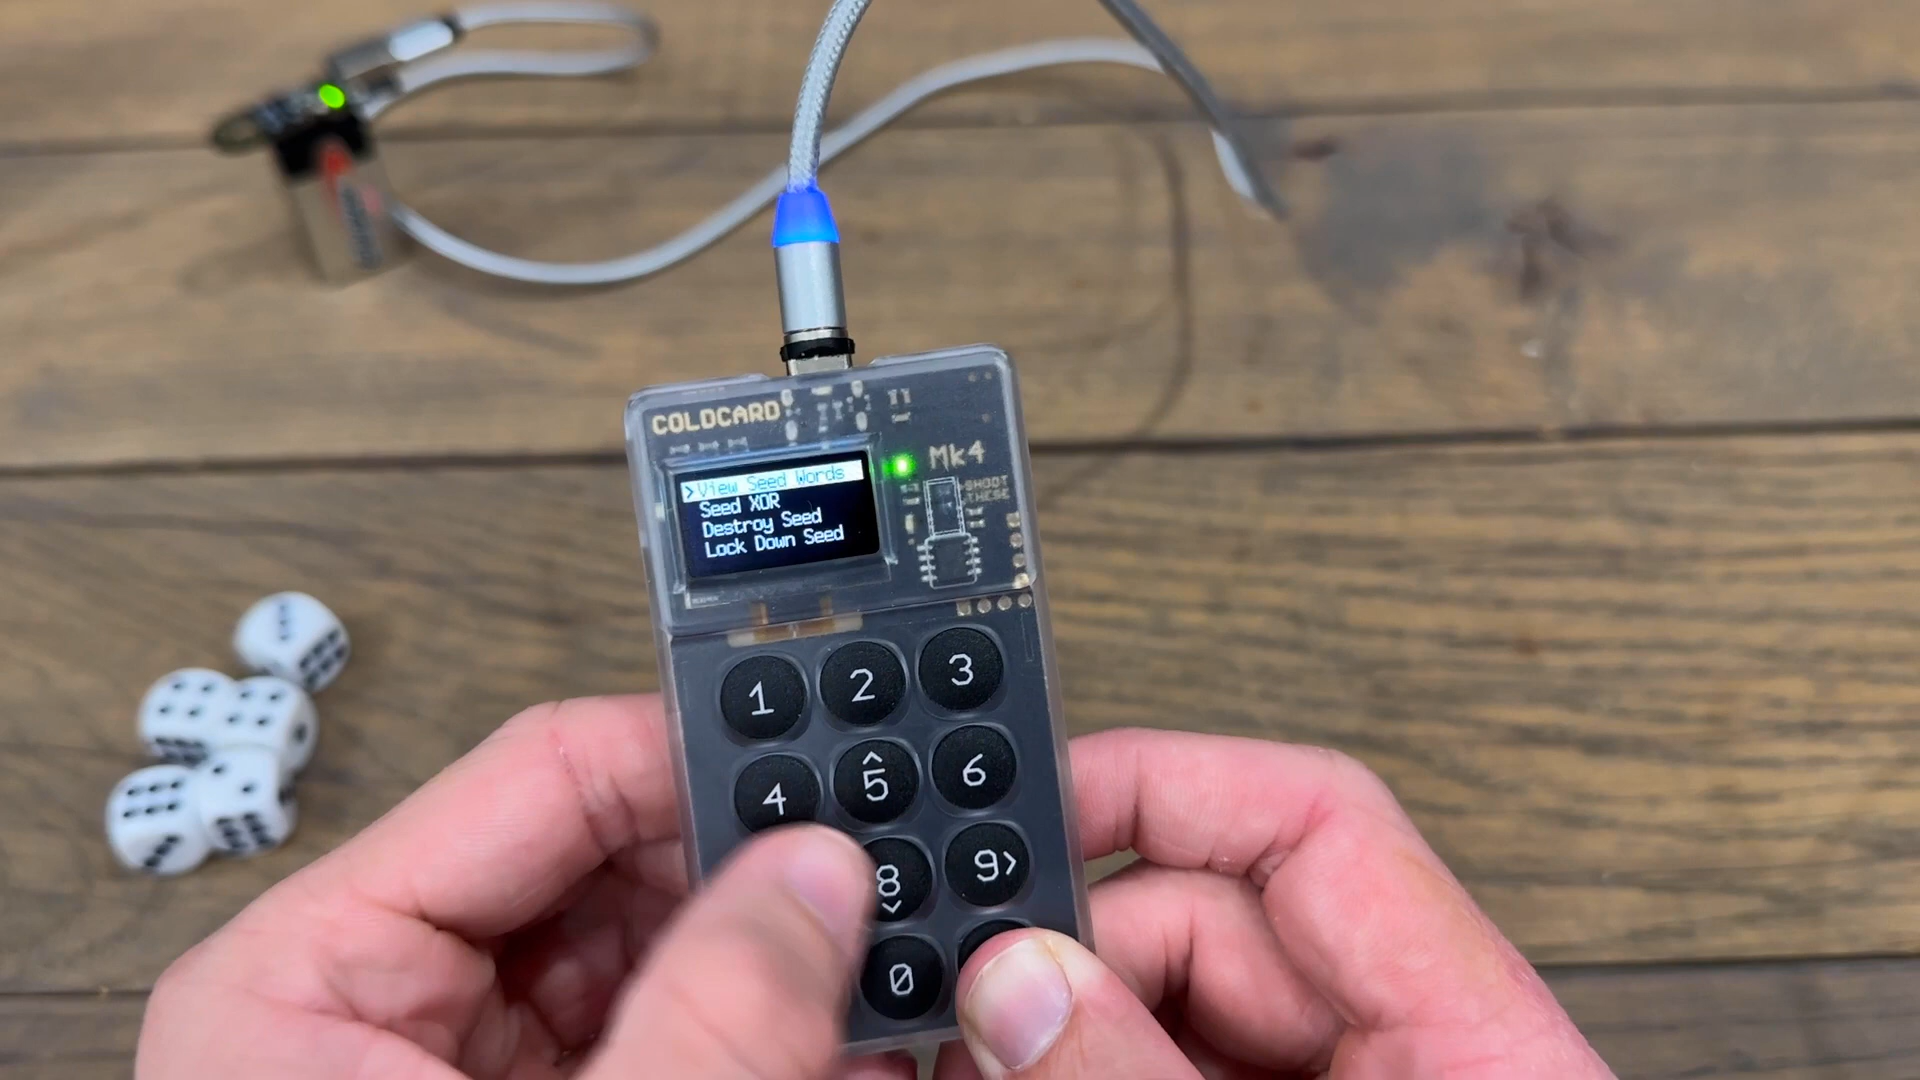 COLDCARD
Mk4
SHOOT
THESE
>View Seed Words
Seed XOR
Destroy Seed
Lock Down Seed
1 2 3
4 5 6
8 9>
0